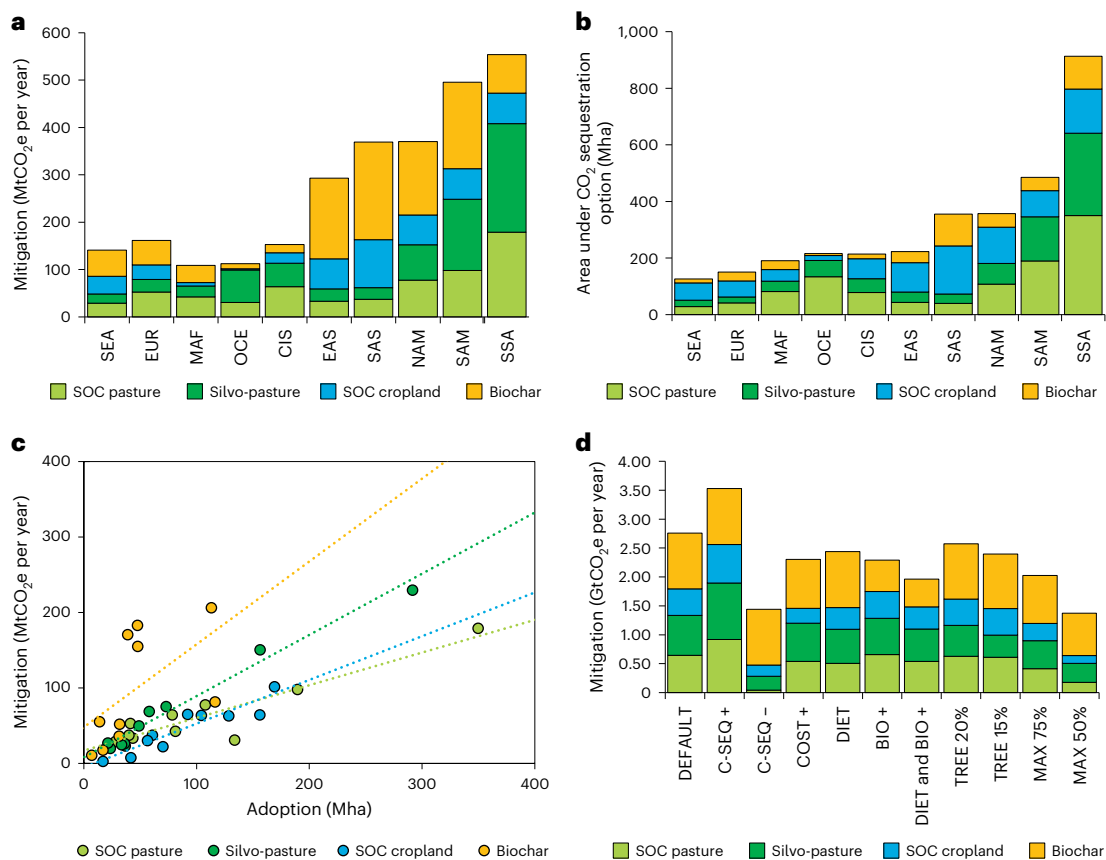 a
Mitigation (MtCO2e per year)
600
500
400
300
200
100
0
SEA
EUR
MAF
OCE
CIS
EAS
SAS
NAM
SAM
SSA
SOC pasture
Silvo-pasture
SOC cropland
Biochar
b
Area under CO2 sequestration
option (Mha)
1,000
800
600
400
200
0
SEA
EUR
MAF
OCE
CIS
EAS
SAS
NAM
SAM
SSA
SOC pasture
Silvo-pasture
SOC cropland
Biochar
c
Mitigation (MtCO2e per year)
400
300
200
100
0
0
100
200
300
400
Adoption (Mha)
SOC pasture
Silvo-pasture
SOC cropland
Biochar
d
Mitigation (GtCO2e per year)
4.00
3.50
3.00
2.50
2.00
1.50
1.00
0.50
0
DEFAULT
C-SEQ +
C-SEQ −
COST +
DIET
BIO +
DIET and BIO +
TREE 20%
TREE 15%
MAX 75%
MAX 50%
SOC pasture
Silvo-pasture
SOC cropland
Biochar